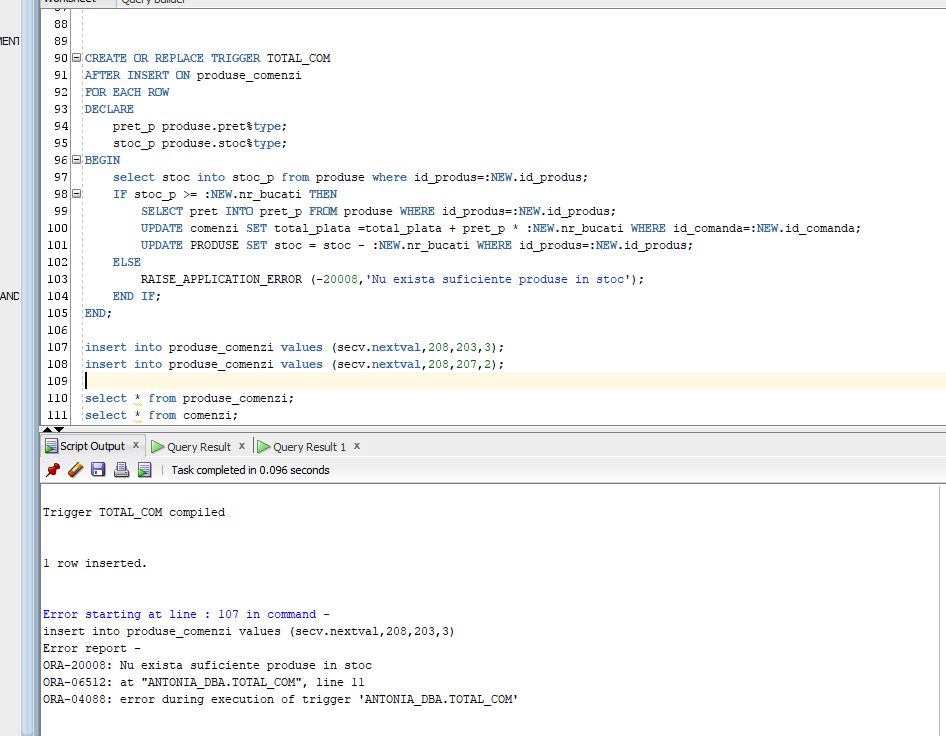 Worksheet Query Builder
87
88
89
MENT
90 CREATE OR REPLACE TRIGGER TOTAL_COM
91 AFTER INSERT ON produse_comenzi
92 FOR EACH ROW
93 DECLARE
94 pret_p produse.pret%type;
95 stoc_p produse.stoc%type;
96 BEGIN
97 select stoc into stoc_p from produse where id_produs=:NEW.id_produs;
98 IF stoc_p >= :NEW.nr_bucati THEN
99 SELECT pret INTO pret_p FROM produse WHERE id_produs=:NEW.id_produs;
100 UPDATE comenzi SET total_plata =total_plata + pret_p * :NEW.nr_bucati WHERE id_comanda=:NEW.id_comanda;
101 UPDATE PRODUSE SET stoc = stoc - :NEW.nr_bucati WHERE id_produs=:NEW.id_produs;
102 ELSE
103 RAISE_APPLICATION_ERROR (-20008,'Nu exista suficiente produse in stoc');
AND
104 END IF;
105 END;
106
107 insert into produse_comenzi values (secv.nextval,208,203,3);
108 insert into produse_comenzi values (secv.nextval,208,207,2);
109
110 select * from produse_comenzi;
111 select * from comenzi;
Script Output x Query Result x Query Result 1 x
Task completed in 0.096 seconds
Trigger TOTAL_COM compiled
1 row inserted.
Error starting at line : 107 in command -
insert into produse_comenzi values (secv.nextval,208,203,3)
Error report -
ORA-20008: Nu exista suficiente produse in stoc
ORA-06512: at "ANTONIA_DBA.TOTAL_COM", line 11
ORA-04088: error during execution of trigger 'ANTONIA_DBA.TOTAL_COM'